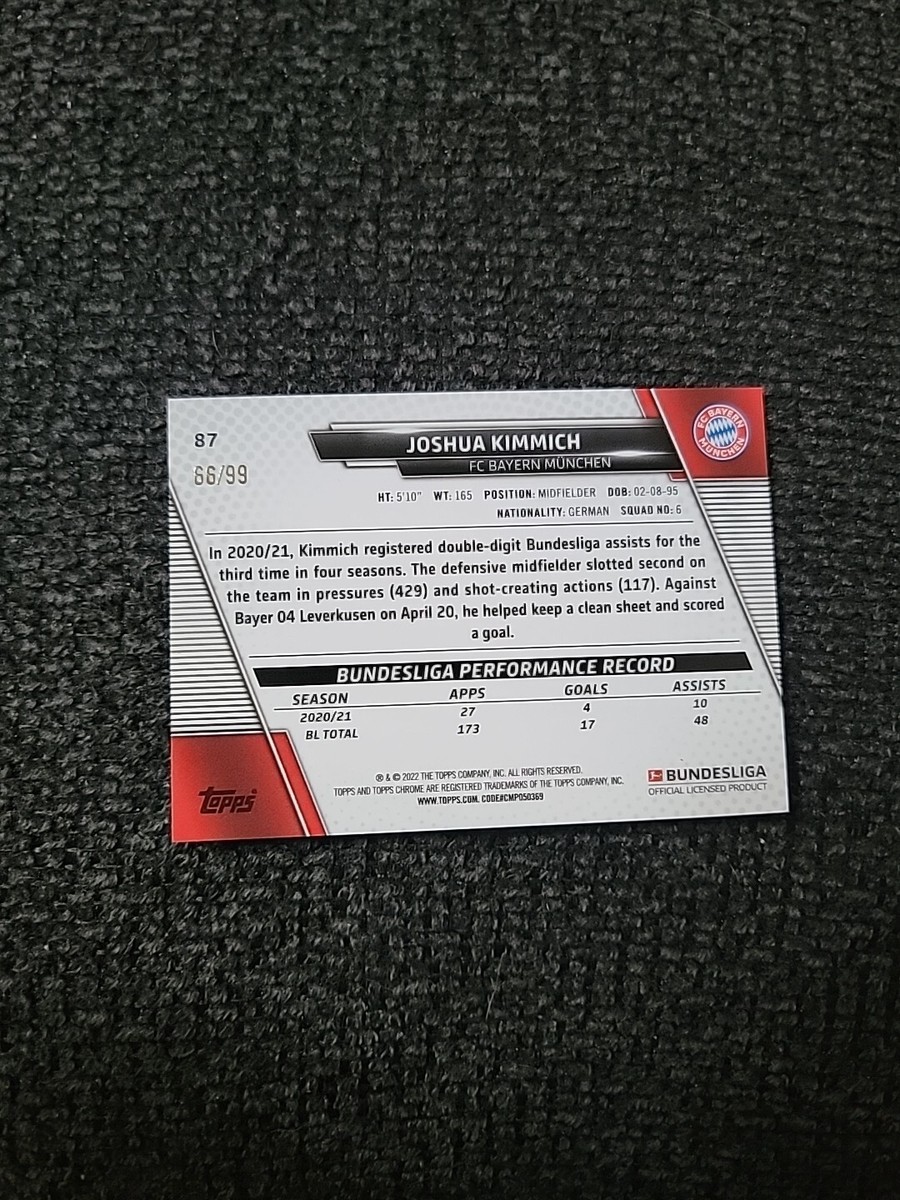 87
66/99
JOSHUA KIMMICH
FC BAYERN MÜNCHEN
FC BAYERN
MÜNCHEN
HT: 5'10" WT: 165 POSITION: MIDFIELDER DOB: 02-08-95
NATIONALITY: GERMAN SQUAD NO: 6
In 2020/21, Kimmich registered double-digit Bundesliga assists for the
third time in four seasons. The defensive midfielder slotted second on
the team in pressures (429) and shot-creating actions (117). Against
Bayer 04 Leverkusen on April 20, he helped keep a clean sheet and scored
a goal.
BUNDESLIGA PERFORMANCE RECORD
SEASON APPS GOALS ASSISTS
2020/21 27 4 10
BL TOTAL 173 17 48
® & © 2022 THE TOPPS COMPANY, INC. ALL RIGHTS RESERVED.
TOPPS AND TOPPS CHROME ARE REGISTERED TRADEMARKS OF THE TOPPS COMPANY, INC.
WWW.TOPPS.COM. CODE#CMP050369
Topps
BUNDESLIGA
OFFICIAL LICENSED PRODUCT